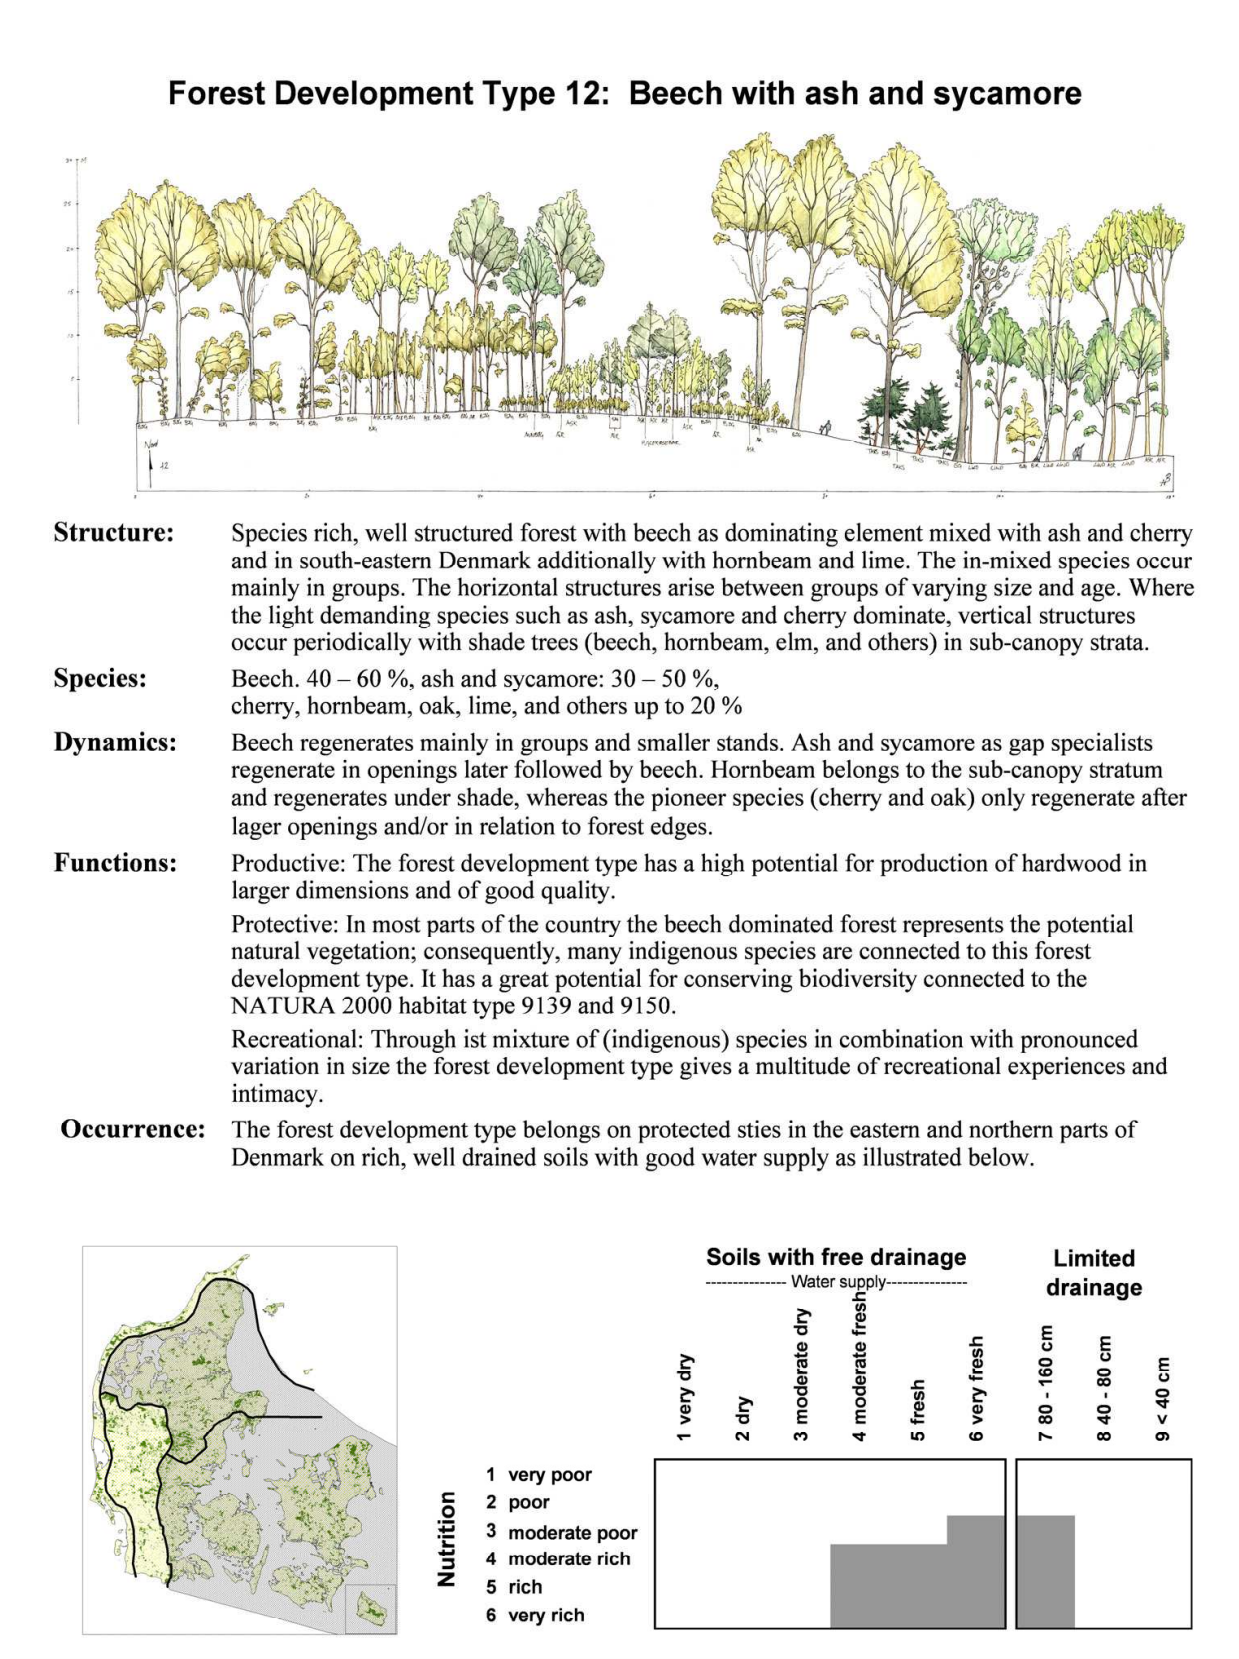 Forest Development Type 12: Beech with ash and sycamore
Nord
12
Structure: Species rich, well structured forest with beech as dominating element mixed with ash and cherry
and in south-eastern Denmark additionally with hornbeam and lime. The in-mixed species occur
mainly in groups. The horizontal structures arise between groups of varying size and age. Where
the light demanding species such as ash, sycamore and cherry dominate, vertical structures
occur periodically with shade trees (beech, hornbeam, elm, and others) in sub-canopy strata.
Species: Beech. 40 – 60 %, ash and sycamore: 30 – 50 %,
cherry, hornbeam, oak, lime, and others up to 20 %
Dynamics: Beech regenerates mainly in groups and smaller stands. Ash and sycamore as gap specialists
regenerate in openings later followed by beech. Hornbeam belongs to the sub-canopy stratum
and regenerates under shade, whereas the pioneer species (cherry and oak) only regenerate after
lager openings and/or in relation to forest edges.
Functions: Productive: The forest development type has a high potential for production of hardwood in
larger dimensions and of good quality.
Protective: In most parts of the country the beech dominated forest represents the potential
natural vegetation; consequently, many indigenous species are connected to this forest
development type. It has a great potential for conserving biodiversity connected to the
NATURA 2000 habitat type 9139 and 9150.
Recreational: Through ist mixture of (indigenous) species in combination with pronounced
variation in size the forest development type gives a multitude of recreational experiences and
intimacy.
Occurrence: The forest development type belongs on protected sties in the eastern and northern parts of
Denmark on rich, well drained soils with good water supply as illustrated below.
Soils with free drainage
--------------- Water supply---------------
Limited
drainage
1 very dry
2 dry
3 moderate dry
4 moderate fresh
5 fresh
6 very fresh
7 80 - 160 cm
8 40 - 80 cm
9 < 40 cm
Nutrition
1 very poor
2 poor
3 moderate poor
4 moderate rich
5 rich
6 very rich